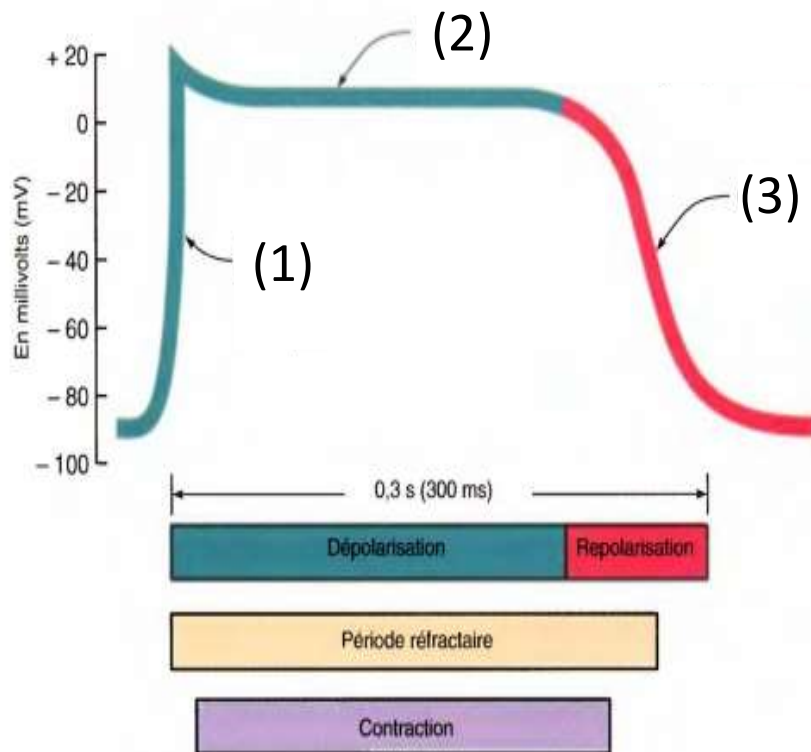 (2)
+20
0
−20
(3)
−40
(1)
−60
−80
−100
En millivolts (mV)
0,3 s (300 ms)
Dépolarisation
Repolarisation
Période réfractaire
Contraction